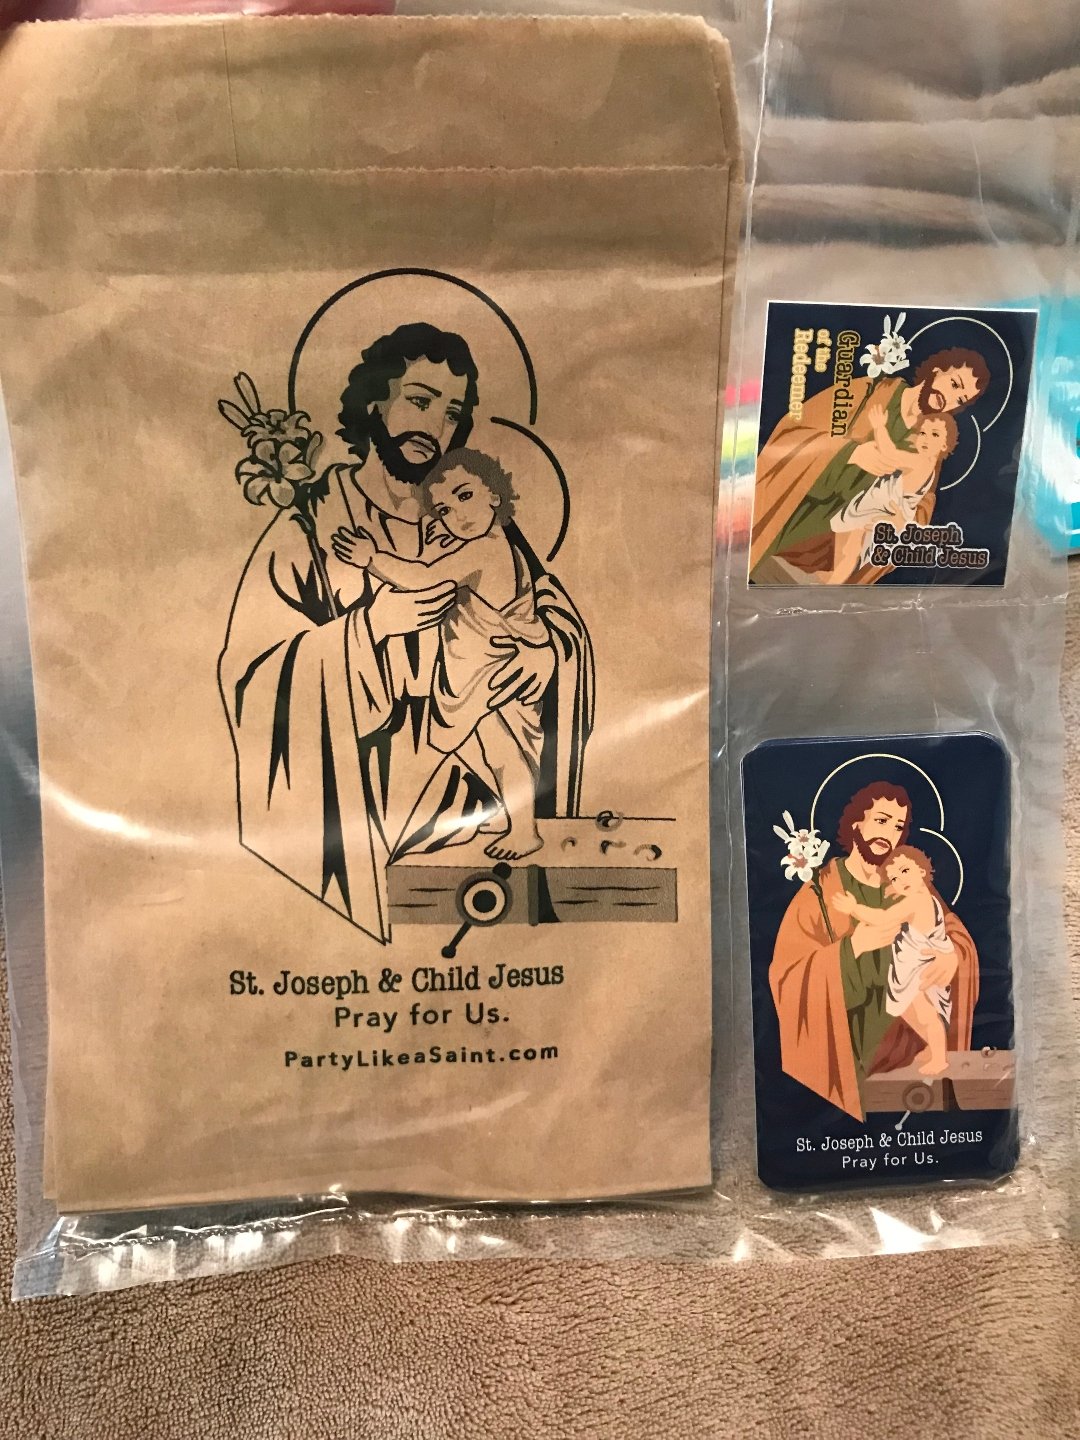 St. Joseph & Child Jesus
Pray for Us.
PartyLikeaSaint.com
Guardian
of the
Redeemer
St. Joseph
& Child Jesus
St. Joseph & Child Jesus
Pray for Us.